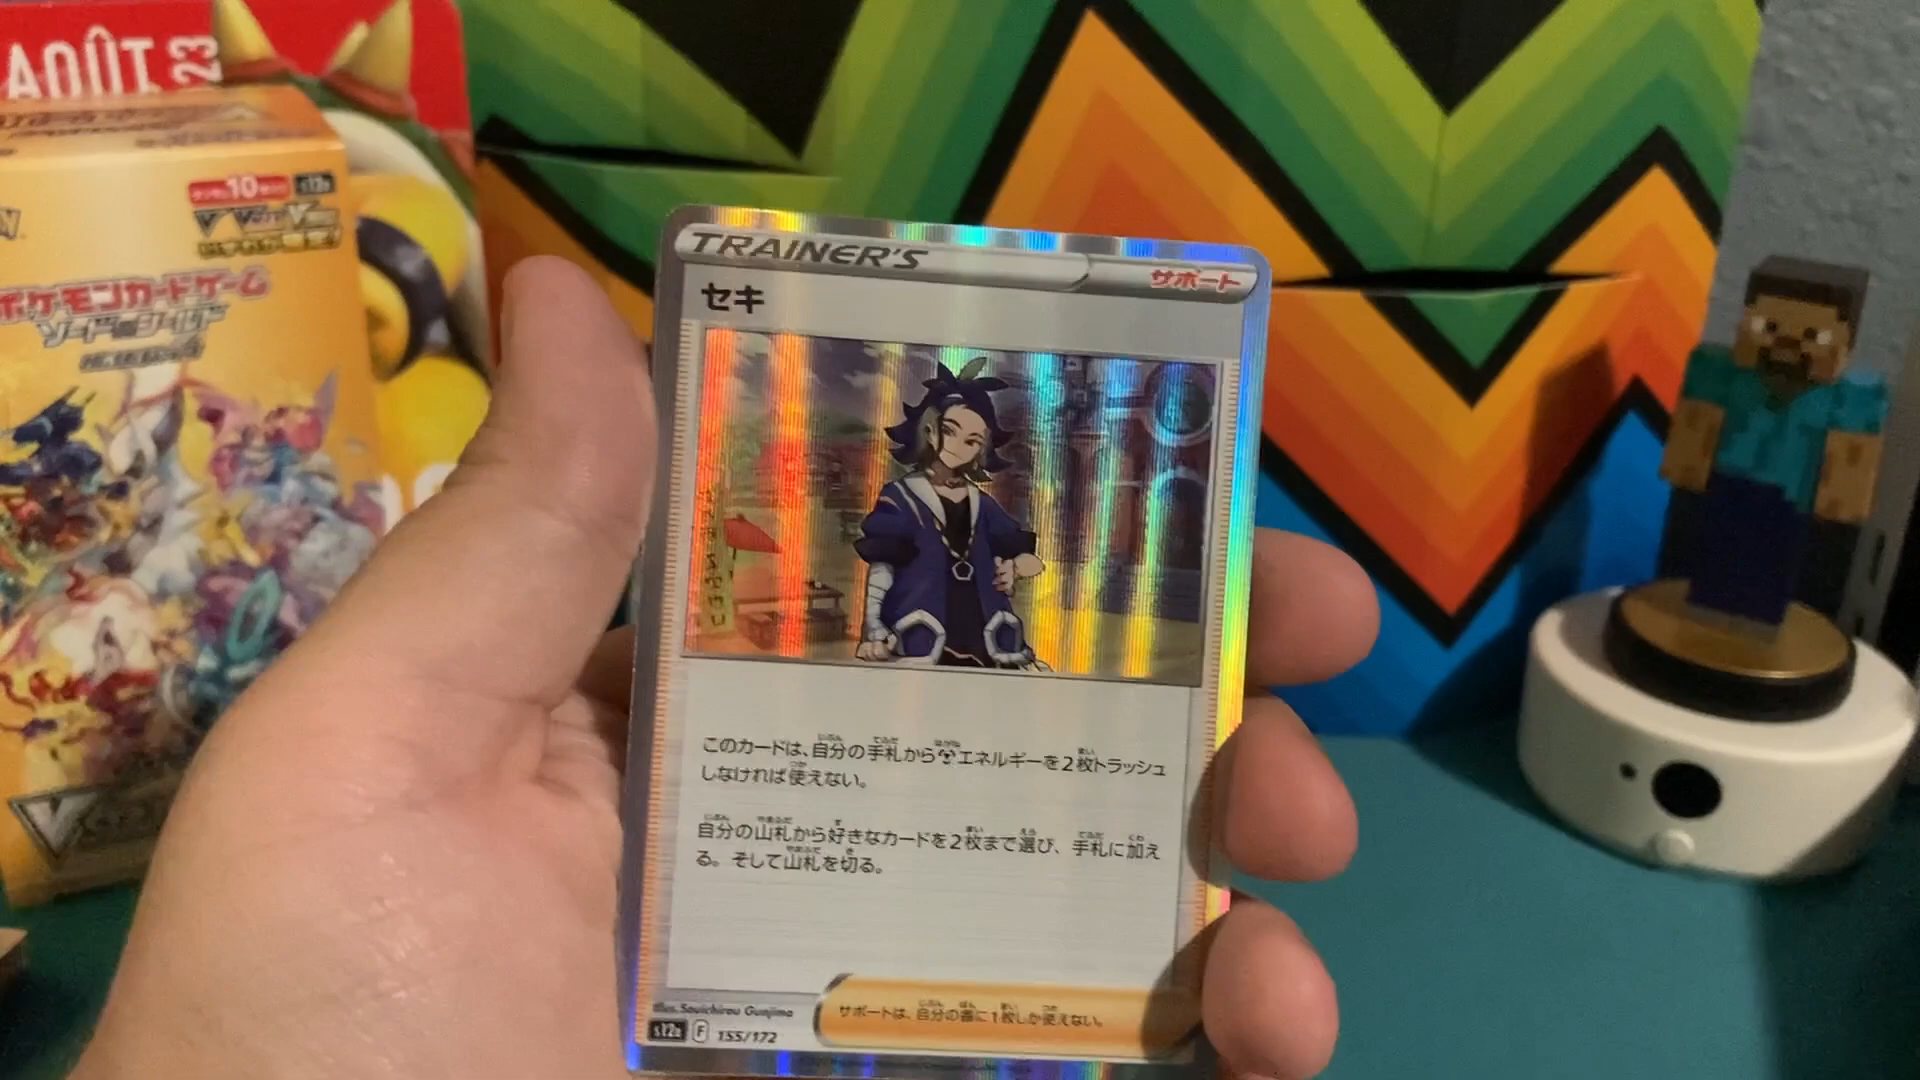 AOÛT 23
10
s12a
ポケモンカードゲーム
ソード&シールド
TRAINER'S
サポート
セキ
このカードは、自分の手札からエネルギーを2枚トラッシュ
しなければ使えない。
自分の山札から好きなカードを2枚まで選び、手札に加え
る。そして山札を切る。
サポートは、自分の番に1枚しか使えない。
Illus. Souichirou Gunjima
s12a F 155/172